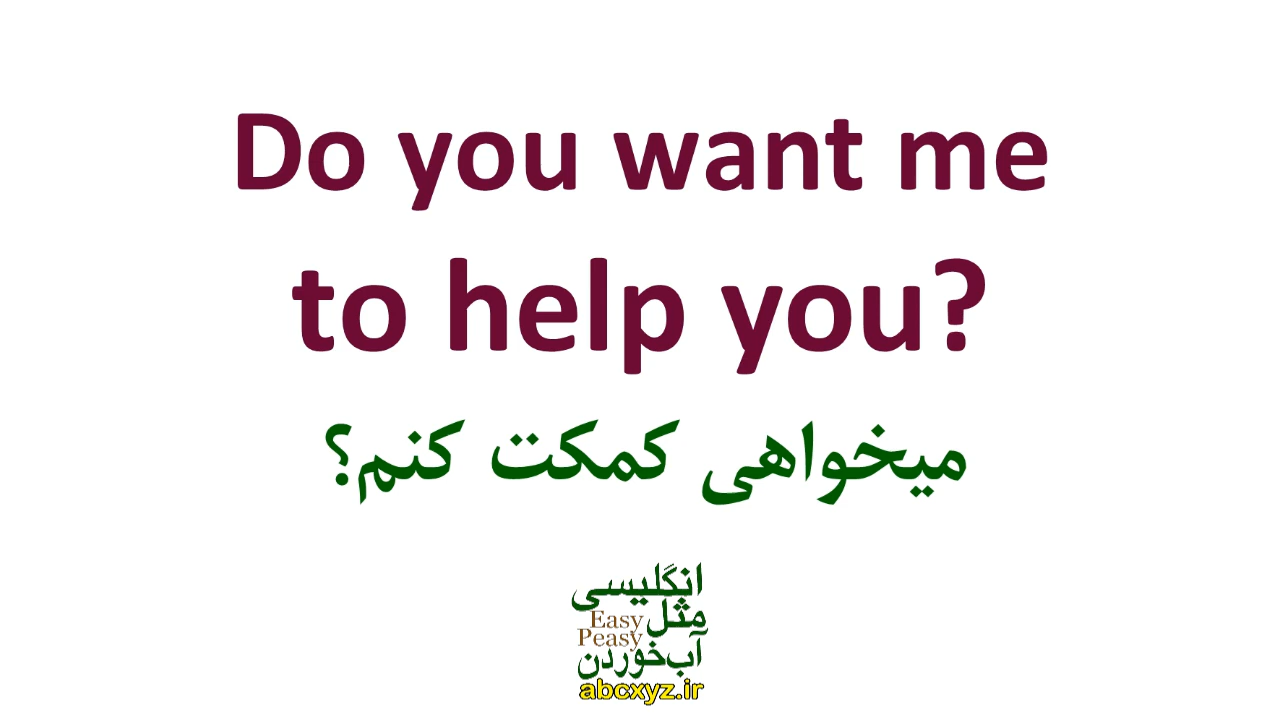 Do you want me
to help you?
میخواهی کمکت کنم؟
انگلیسی
مثل
Easy
Peasy
آب‌خوردن
abcxyz.ir